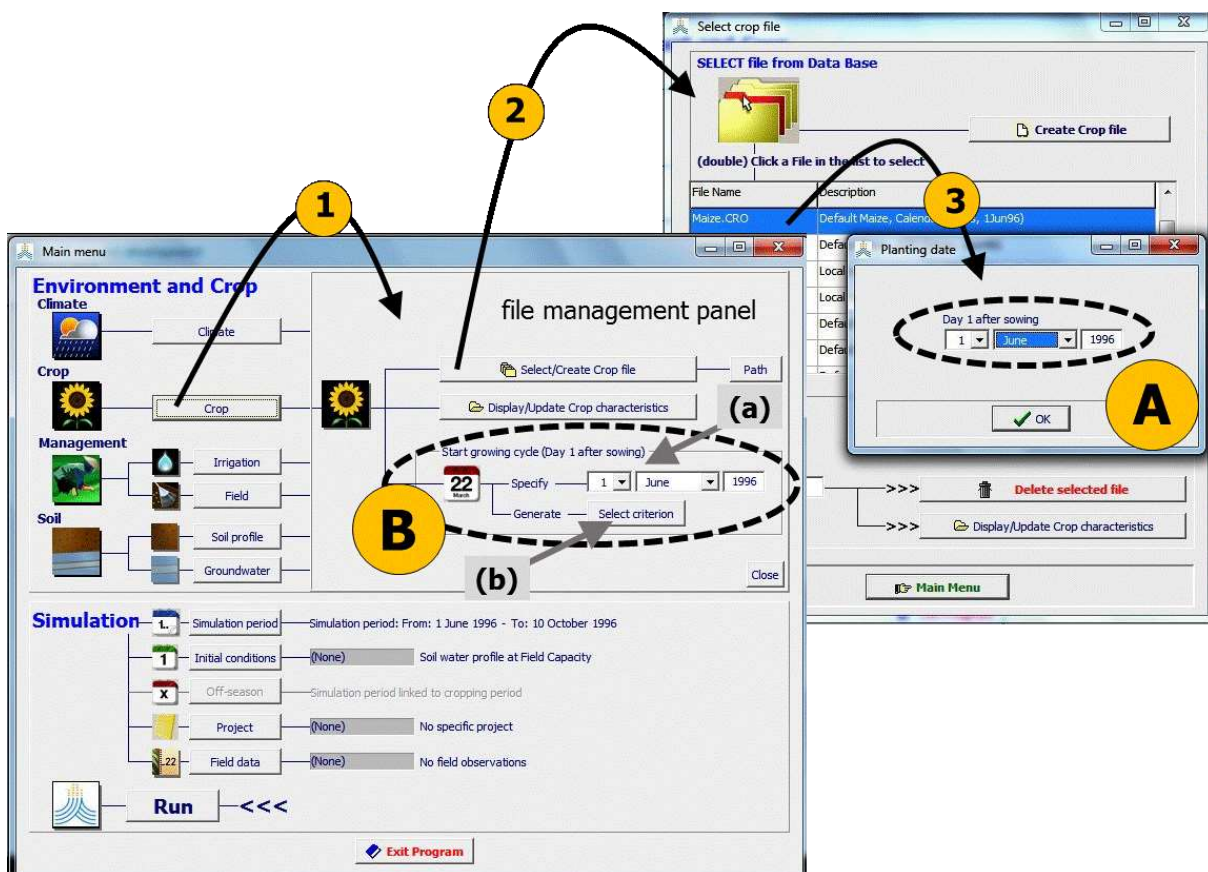 Select crop file
SELECT file from Data Base
Create Crop file
(double) Click a File in the list to select
File Name Description
Maize.CRO Default Maize, Calend , 1Jun96)
Local
Local
2
3
1
Planting date
Day 1 after sowing
1 June 1996
OK
A
Delete selected file
>>>
>>> Display/Update Crop characteristics
Main Menu
Main menu
Environment and Crop
Climate
Climate
Crop
Crop
Management
Irrigation
Field
Soil
Soil profile
Groundwater
file management panel
Select/Create Crop file Path
Display/Update Crop characteristics
(a)
Start growing cycle (Day 1 after sowing)
22
March
Specify 1 June 1996
Generate Select criterion
B
(b)
Close
Simulation
1.. Simulation period Simulation period: From: 1 June 1996 - To: 10 October 1996
1 Initial conditions (None) Soil water profile at Field Capacity
X Off-season Simulation period linked to cropping period
Project (None) No specific project
.22 Field data (None) No field observations
Run <<<
Exit Program